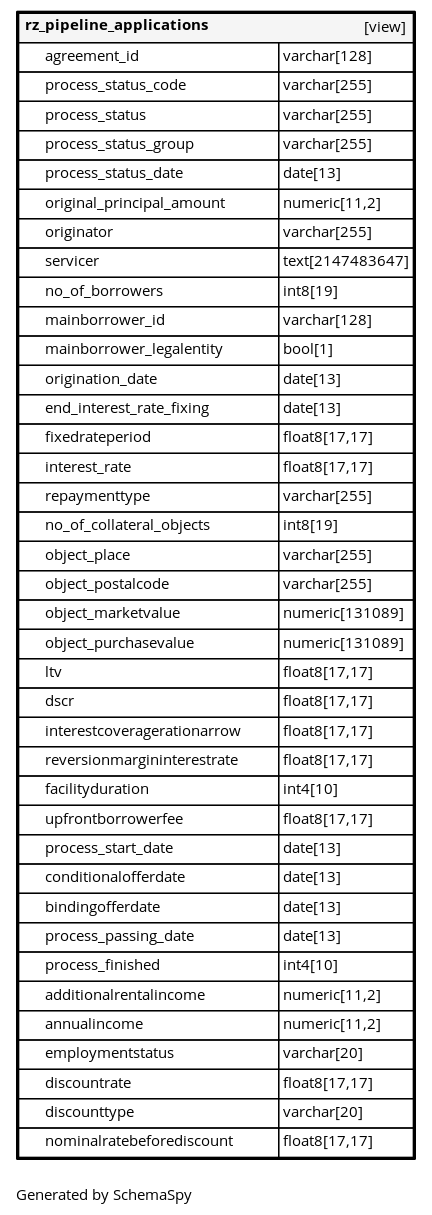 rz_pipeline_applications [view]
agreement_id varchar[128]
process_status_code varchar[255]
process_status varchar[255]
process_status_group varchar[255]
process_status_date date[13]
original_principal_amount numeric[11,2]
originator varchar[255]
servicer text[2147483647]
no_of_borrowers int8[19]
mainborrower_id varchar[128]
mainborrower_legalentity bool[1]
origination_date date[13]
end_interest_rate_fixing date[13]
fixedrateperiod float8[17,17]
interest_rate float8[17,17]
repaymenttype varchar[255]
no_of_collateral_objects int8[19]
object_place varchar[255]
object_postalcode varchar[255]
object_marketvalue numeric[131089]
object_purchasevalue numeric[131089]
ltv float8[17,17]
dscr float8[17,17]
interestcoveragerationarrow float8[17,17]
reversionmargininterestrate float8[17,17]
facilityduration int4[10]
upfrontborrowerfee float8[17,17]
process_start_date date[13]
conditionalofferdate date[13]
bindingofferdate date[13]
process_passing_date date[13]
process_finished int4[10]
additionalrentalincome numeric[11,2]
annualincome numeric[11,2]
employmentstatus varchar[20]
discountrate float8[17,17]
discounttype varchar[20]
nominalratebeforediscount float8[17,17]
Generated by SchemaSpy